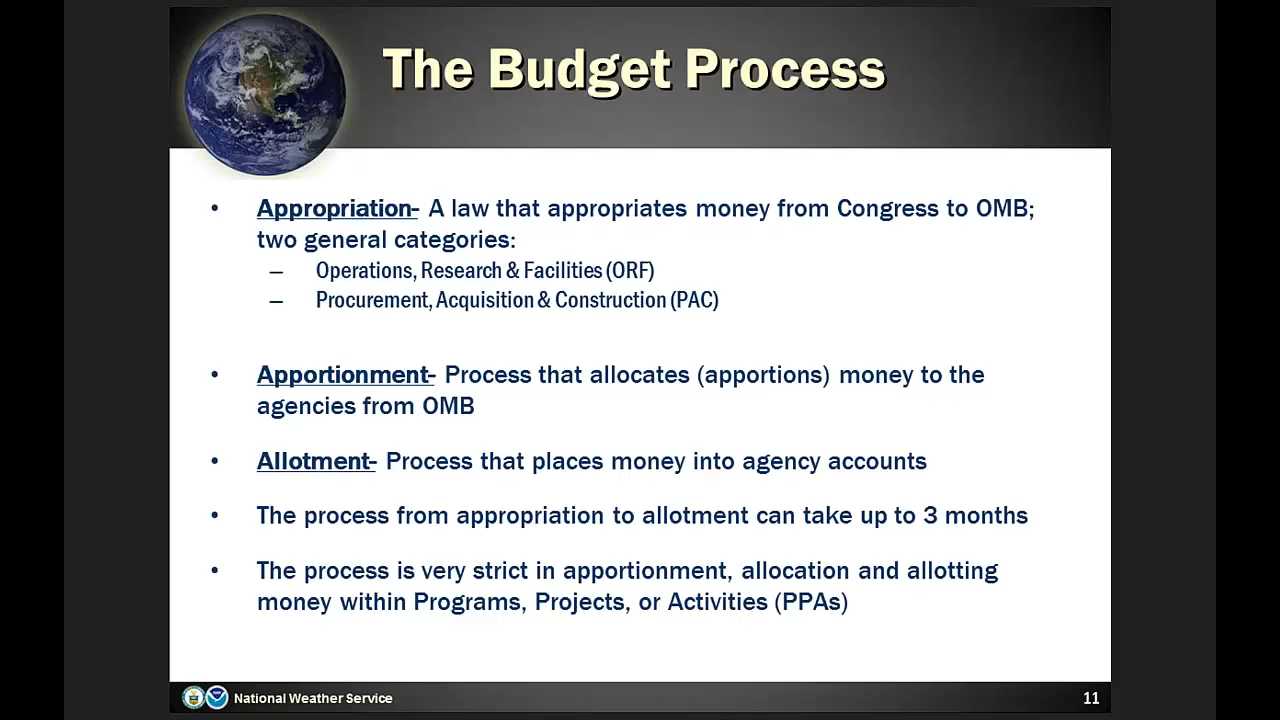 The Budget Process
• Appropriation- A law that appropriates money from Congress to OMB;
two general categories:
– Operations, Research & Facilities (ORF)
– Procurement, Acquisition & Construction (PAC)
• Apportionment- Process that allocates (apportions) money to the
agencies from OMB
• Allotment- Process that places money into agency accounts
• The process from appropriation to allotment can take up to 3 months
• The process is very strict in apportionment, allocation and allotting
money within Programs, Projects, or Activities (PPAs)
National Weather Service
11